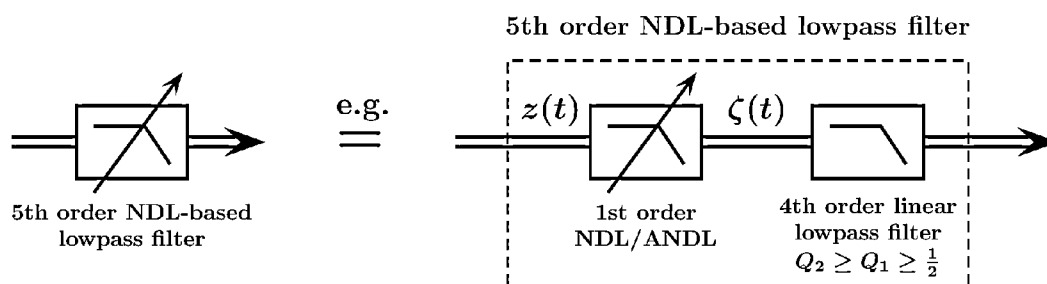 5th order NDL-based lowpass filter
e.g.
=
z(t)
ζ(t)
5th order NDL-based
lowpass filter
1st order
NDL/ANDL
4th order linear
lowpass filter
Q₂ ≥ Q₁ ≥ ½